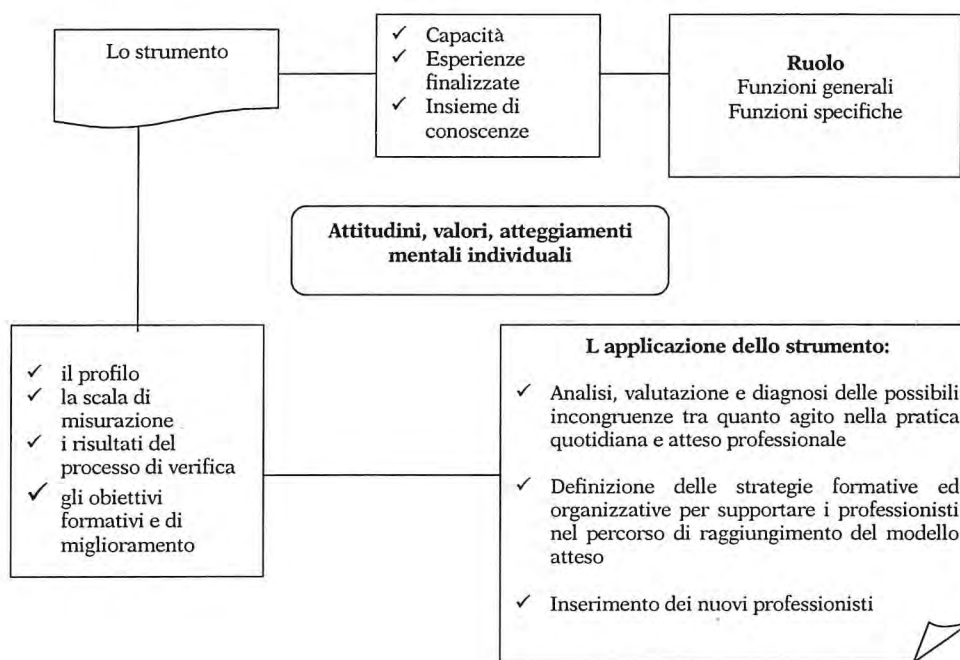 Lo strumento
✓ Capacità
✓ Esperienze
finalizzate
✓ Insieme di
conoscenze
Ruolo
Funzioni generali
Funzioni specifiche
Attitudini, valori, atteggiamenti
mentali individuali
✓ il profilo
✓ la scala di
misurazione
✓ i risultati del
processo di verifica
✓ gli obiettivi
formativi e di
miglioramento
L applicazione dello strumento:
✓ Analisi, valutazione e diagnosi delle possibili
incongruenze tra quanto agito nella pratica
quotidiana e atteso professionale
✓ Definizione delle strategie formative ed
organizzative per supportare i professionisti
nel percorso di raggiungimento del modello
atteso
✓ Inserimento dei nuovi professionisti